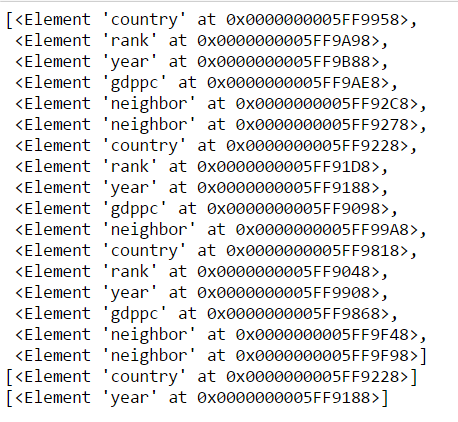 [<Element 'country' at 0x0000000005FF9958>,
<Element 'rank' at 0x0000000005FF9A98>,
<Element 'year' at 0x0000000005FF9B88>,
<Element 'gdppc' at 0x0000000005FF9AE8>,
<Element 'neighbor' at 0x0000000005FF92C8>,
<Element 'neighbor' at 0x0000000005FF9278>,
<Element 'country' at 0x0000000005FF9228>,
<Element 'rank' at 0x0000000005FF91D8>,
<Element 'year' at 0x0000000005FF9188>,
<Element 'gdppc' at 0x0000000005FF9098>,
<Element 'neighbor' at 0x0000000005FF99A8>,
<Element 'country' at 0x0000000005FF9818>,
<Element 'rank' at 0x0000000005FF9048>,
<Element 'year' at 0x0000000005FF9908>,
<Element 'gdppc' at 0x0000000005FF9868>,
<Element 'neighbor' at 0x0000000005FF9F48>,
<Element 'neighbor' at 0x0000000005FF9F98>]
[<Element 'country' at 0x0000000005FF9228>]
[<Element 'year' at 0x0000000005FF9188>]